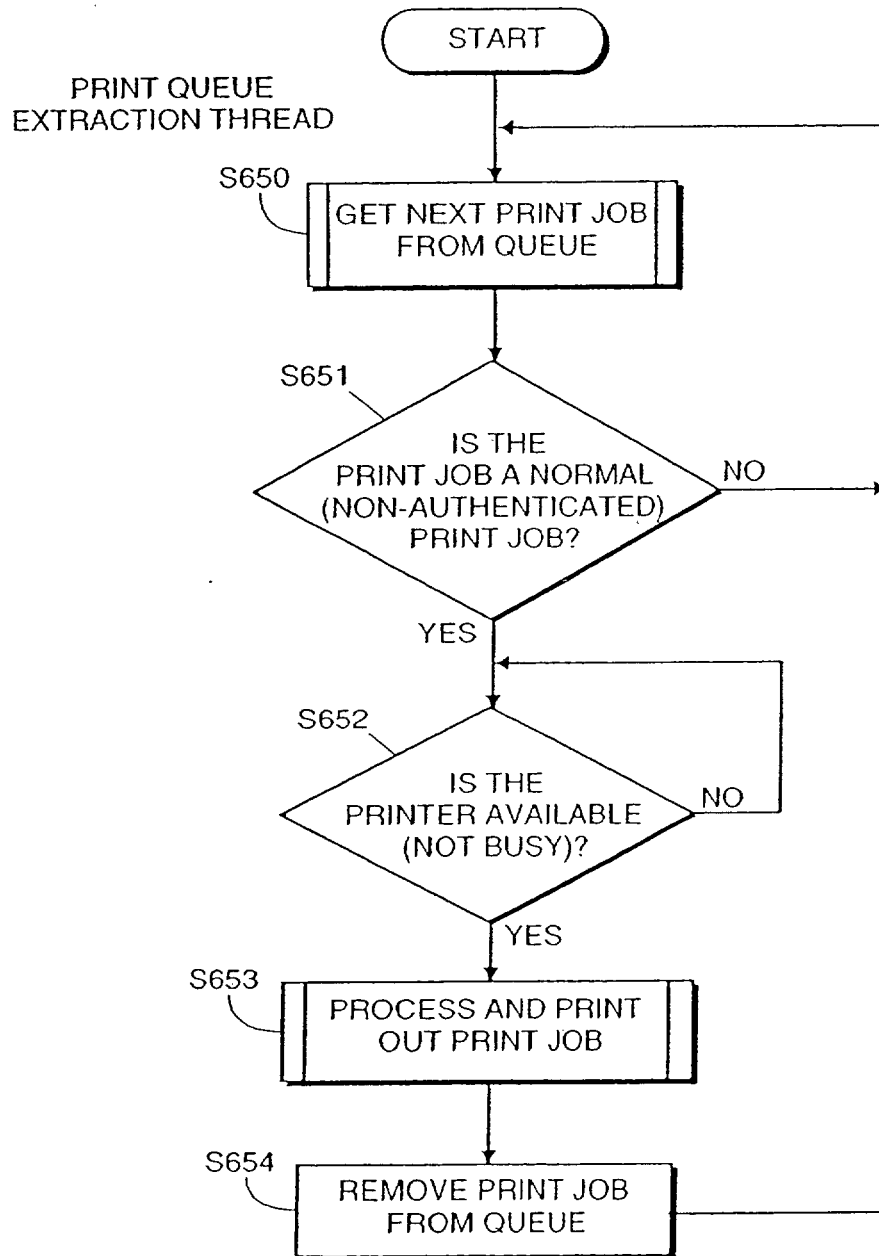 START
PRINT QUEUE
EXTRACTION THREAD
S650
GET NEXT PRINT JOB
FROM QUEUE
S651
IS THE
PRINT JOB A NORMAL
(NON-AUTHENTICATED)
PRINT JOB?
NO
YES
S652
IS THE
PRINTER AVAILABLE
(NOT BUSY)?
NO
YES
S653
PROCESS AND PRINT
OUT PRINT JOB
S654
REMOVE PRINT JOB
FROM QUEUE